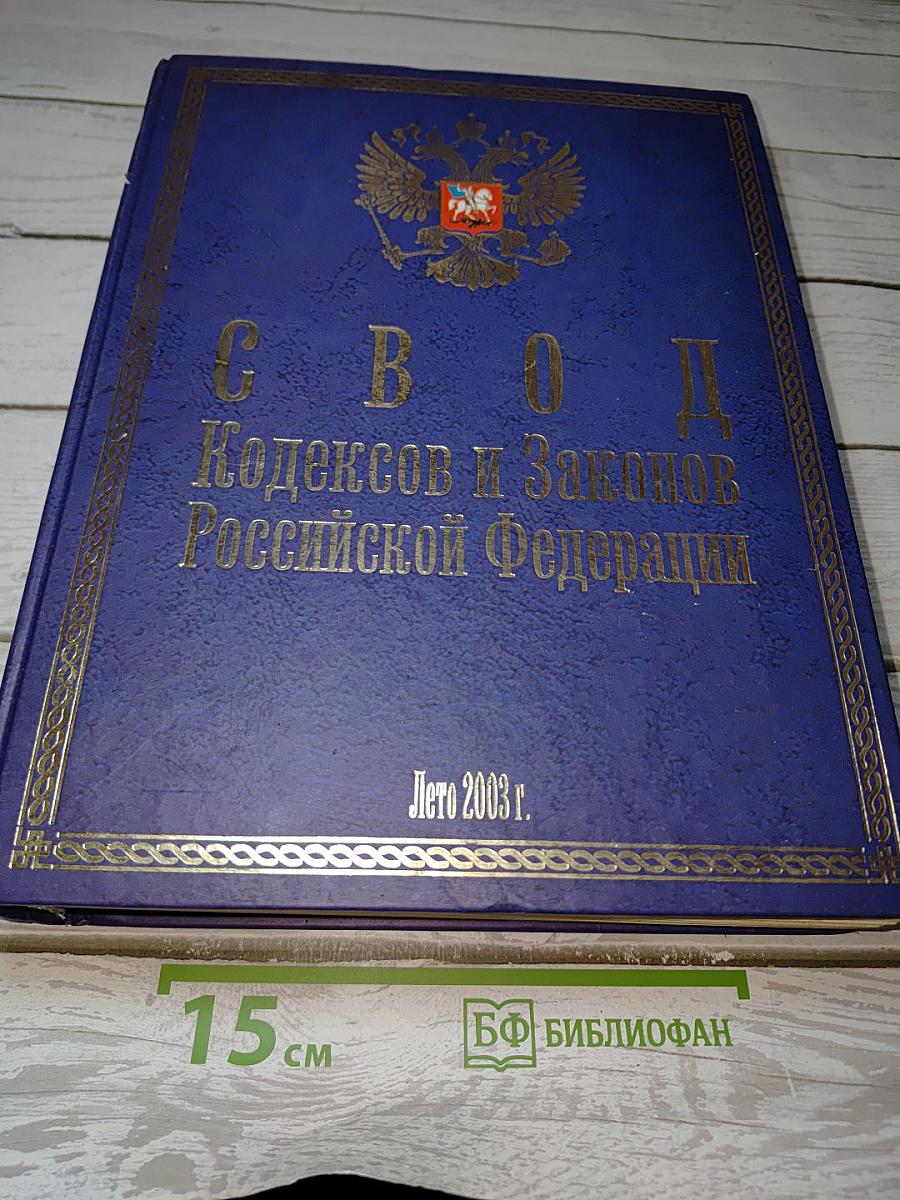 СВОД
Кодексов и Законов
Российской Федерации
Лето 2003 г.
15 см
БФ БИБЛИОФАН